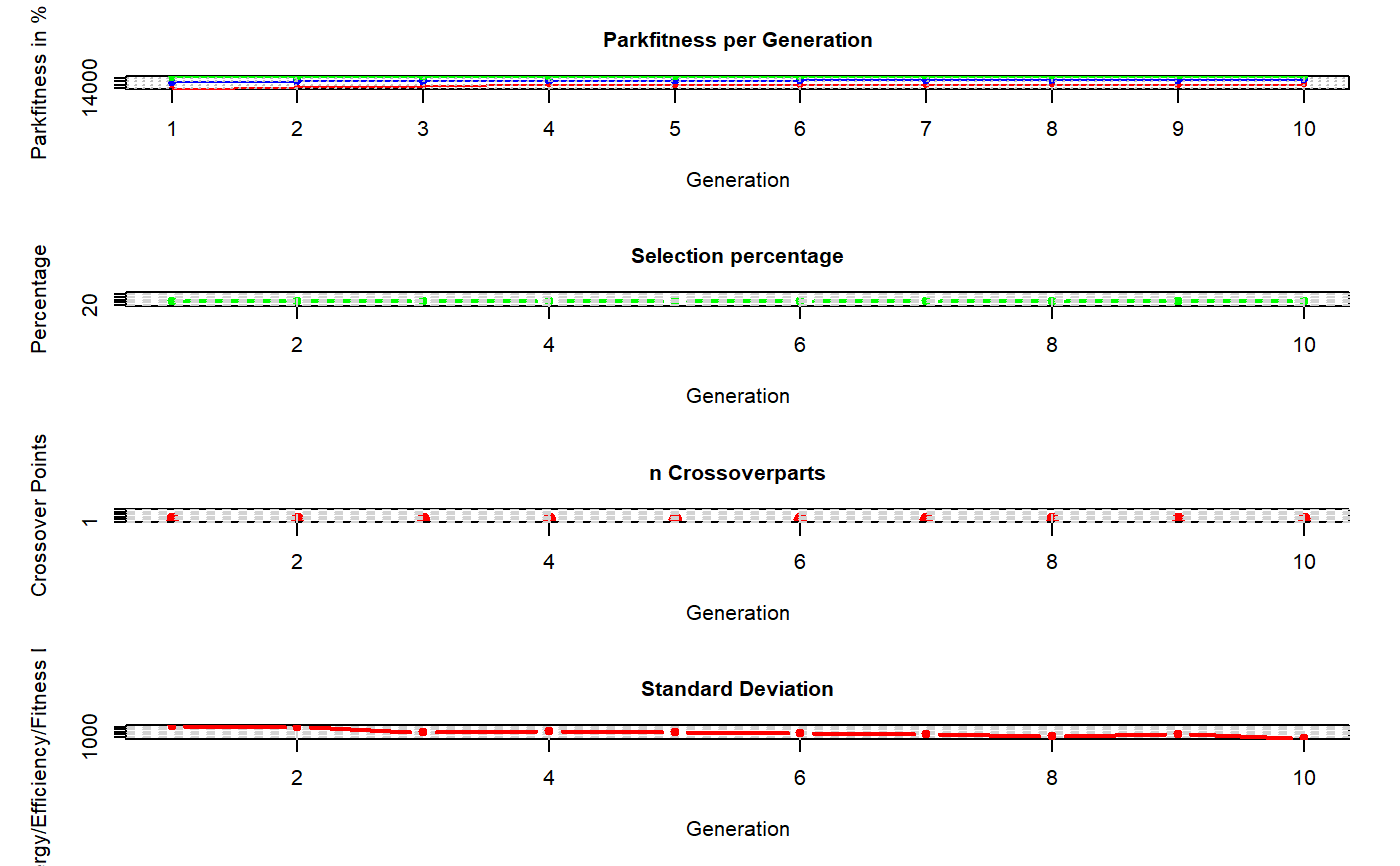 Parkfitness per Generation
Parkfitness in %
14000
1 2 3 4 5 6 7 8 9 10
Generation
Selection percentage
Percentage
20
2 4 6 8 10
Generation
n Crossoverparts
Crossover Points
1
2 4 6 8 10
Generation
Standard Deviation
rgy/Efficiency/Fitness I
1000
2 4 6 8 10
Generation